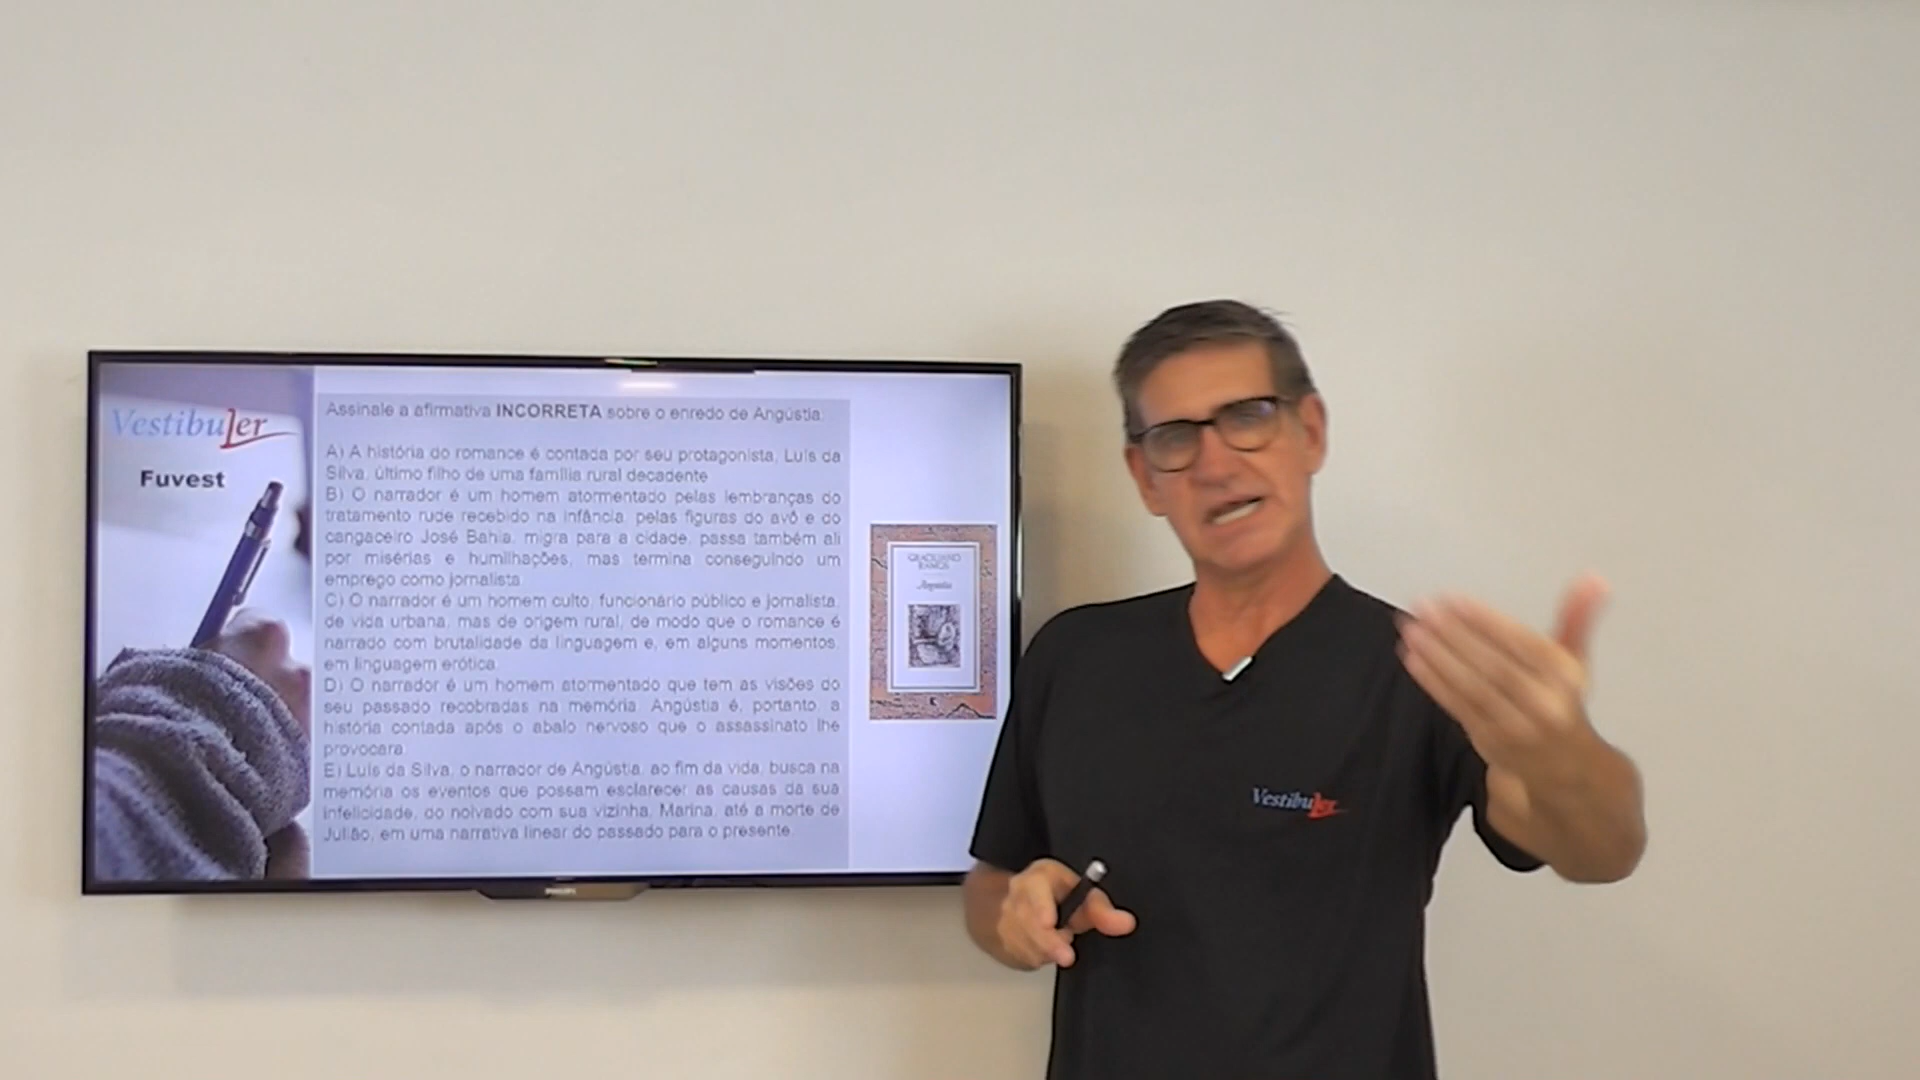 Vestibuler
Fuvest
Assinale a afirmativa INCORRETA sobre o enredo de Angústia.
A) A história do romance é contada por seu protagonista, Luís da
Silva, último filho de uma família rural decadente
B) O narrador é um homem atormentado pelas lembranças do
tratamento rude recebido na infância, pelas figuras do avô e do
cangaceiro José Bahia, migra para a cidade, passa também ali
por misérias e humilhações, mas termina conseguindo um
emprego como jornalista.
C) O narrador é um homem culto, funcionário público e jornalista,
de vida urbana, mas de origem rural, de modo que o romance é
narrado com brutalidade da linguagem e, em alguns momentos,
em linguagem erótica.
D) O narrador é um homem atormentado que tem as visões do
seu passado recobradas na memória. Angústia é, portanto, a
história contada após o abalo nervoso que o assassinato lhe
provocara.
E) Luís da Silva, o narrador de Angústia, ao fim da vida, busca na
memória os eventos que possam esclarecer as causas da sua
infelicidade, do noivado com sua vizinha, Marina, até a morte de
Julião, em uma narrativa linear do passado para o presente.
GRACILIANO
RAMOS
Angústia
PHILIPS
Vestibuler